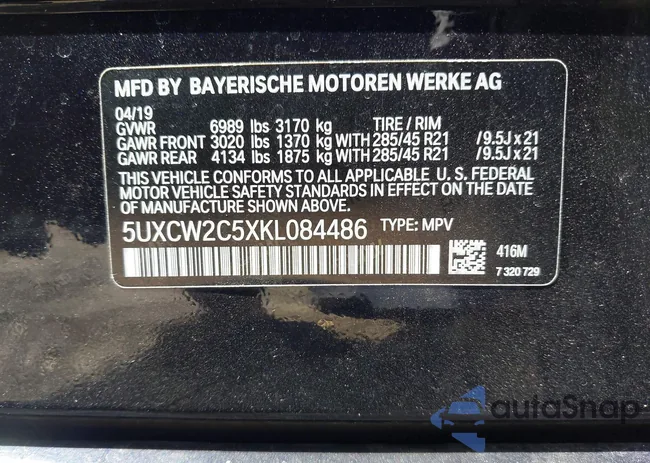 MFD BY BAYERISCHE MOTOREN WERKE AG
04/19
GVWR 6989 lbs 3170 kg TIRE / RIM
GAWR FRONT 3020 lbs 1370 kg WITH 285/45 R21 /9.5J x 21
GAWR REAR 4134 lbs 1875 kg WITH 285/45 R21 /9.5J x 21
THIS VEHICLE CONFORMS TO ALL APPLICABLE U. S. FEDERAL
MOTOR VEHICLE SAFETY STANDARDS IN EFFECT ON THE DATE
OF MANUFACTURE SHOWN ABOVE.
5UXCW2C5XKL084486 TYPE: MPV
416M
7 320 729
autoSnap